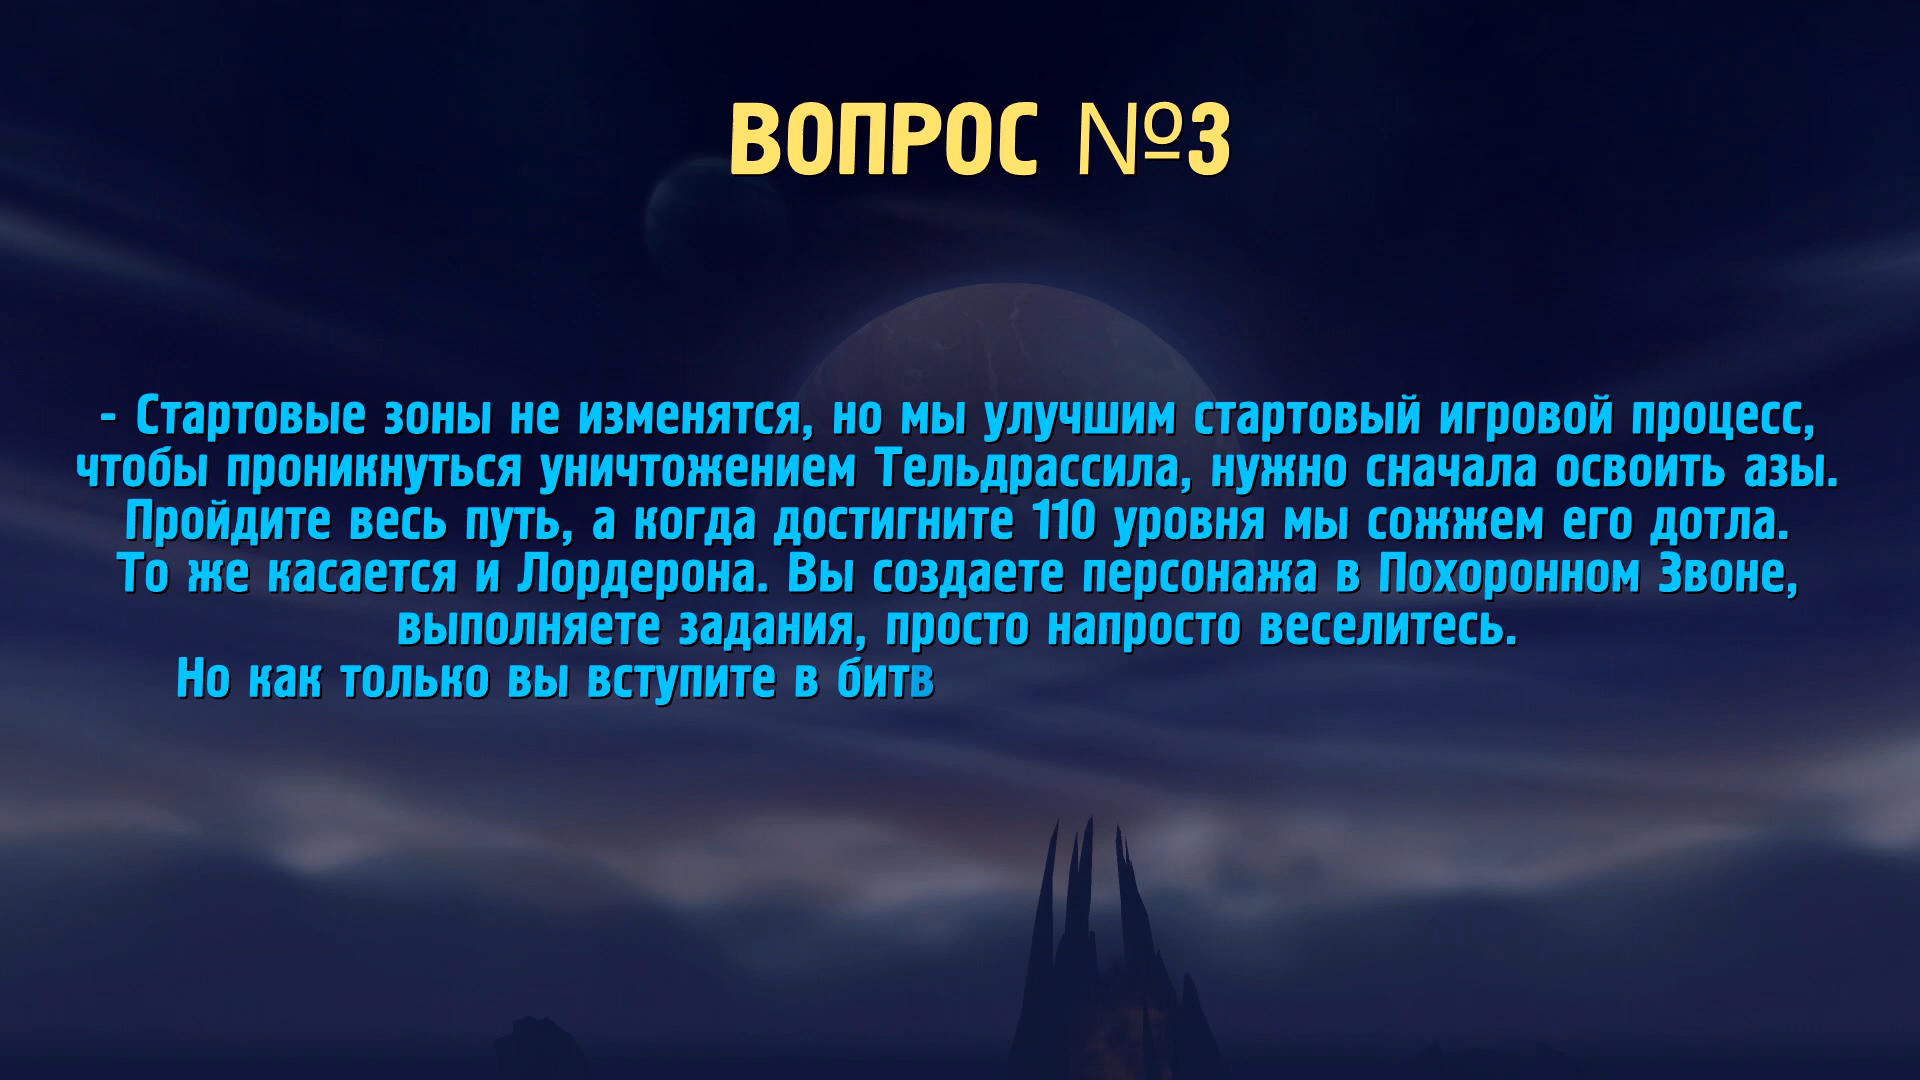 ВОПРОС №3
- Стартовые зоны не изменятся, но мы улучшим стартовый игровой процесс,
чтобы проникнуться уничтожением Тельдрассила, нужно сначала освоить азы.
Пройдите весь путь, а когда достигните 110 уровня мы сожжем его дотла.
То же касается и Лордерона. Вы создаете персонажа в Похоронном Звоне,
выполняете задания, просто напросто веселитесь.
Но как только вы вступите в битв